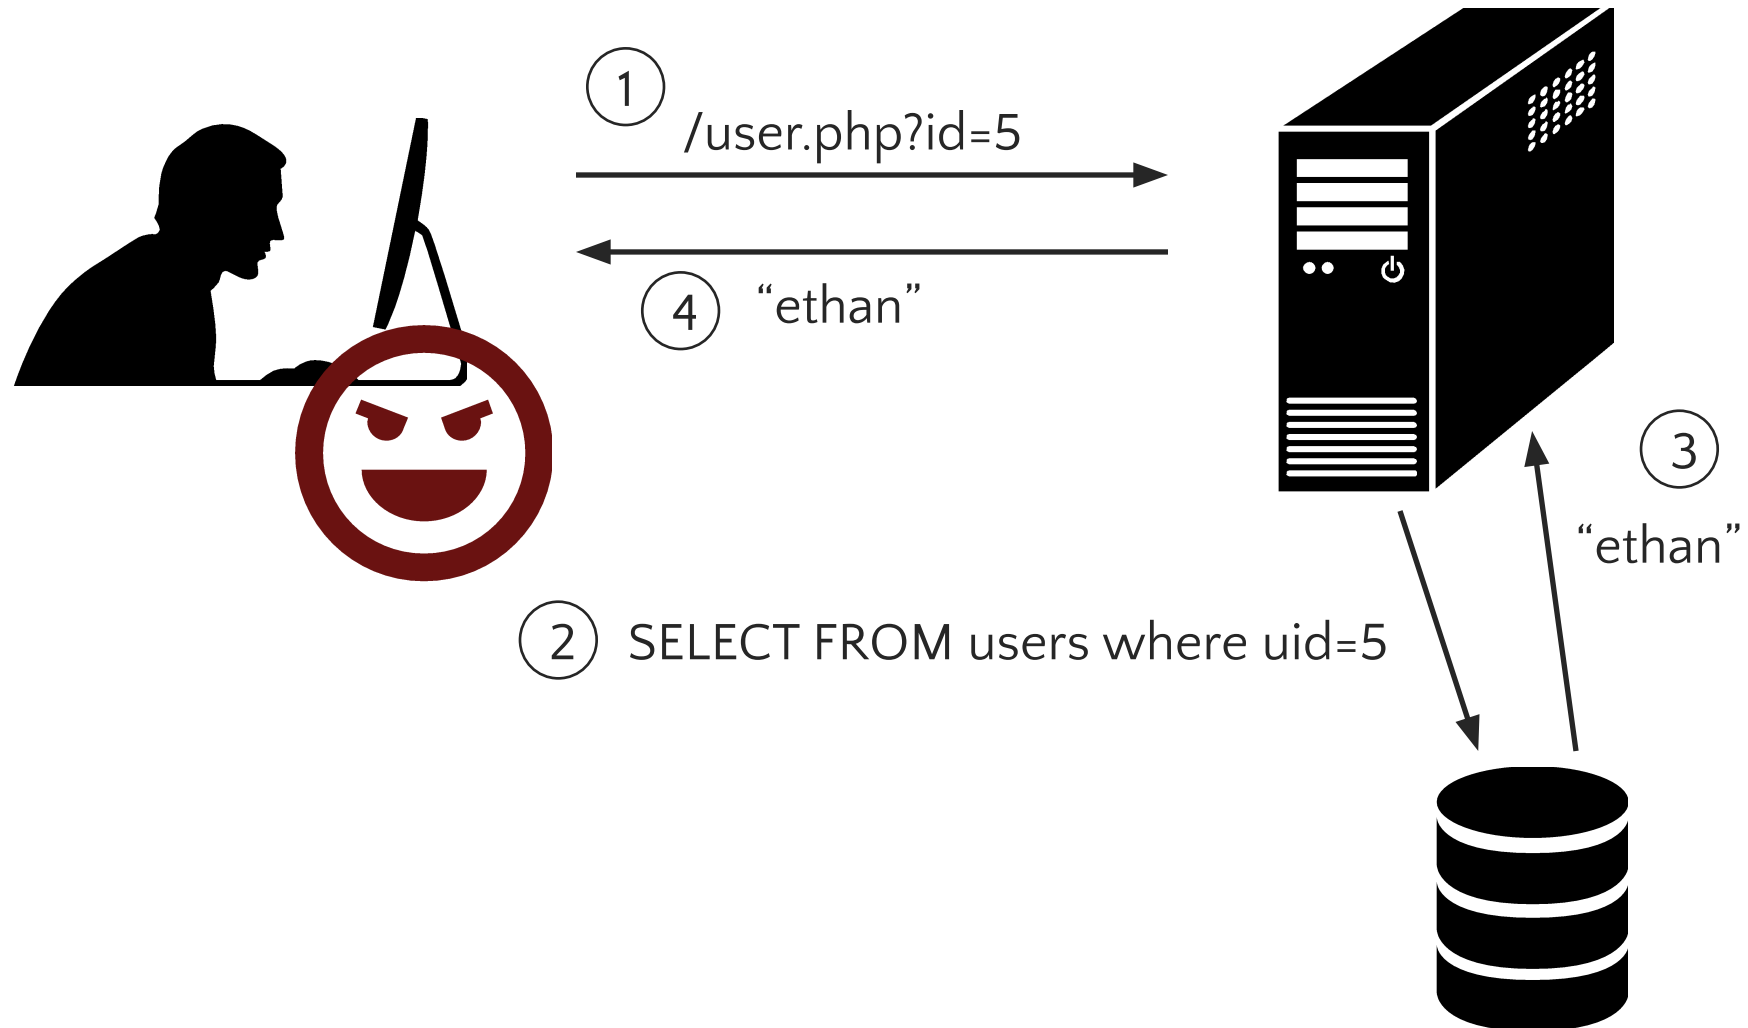 1
/user.php?id=5
4
“ethan”
3
“ethan”
2
SELECT FROM users where uid=5